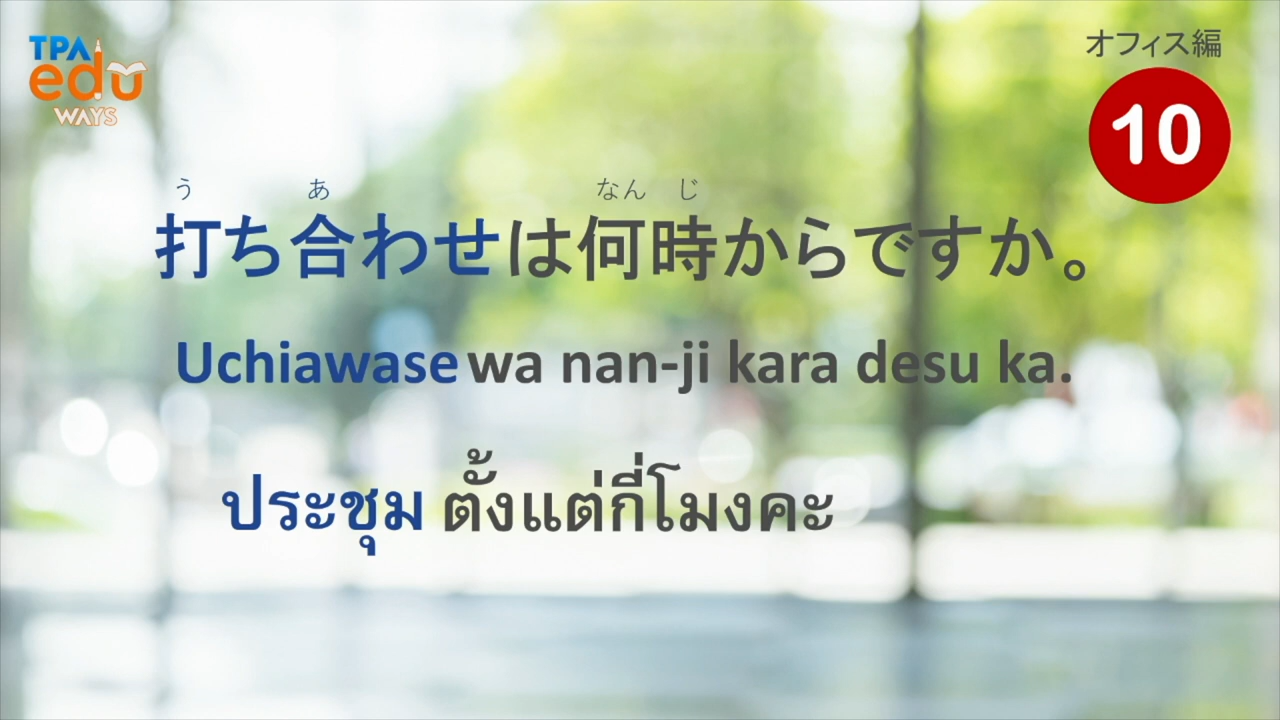 TPA
edu
WAYS
オフィス編
10
う あ なん じ
打ち合わせは何時からですか。
Uchiawase wa nan-ji kara desu ka.
ประชุม ตั้งแต่กี่โมงคะ